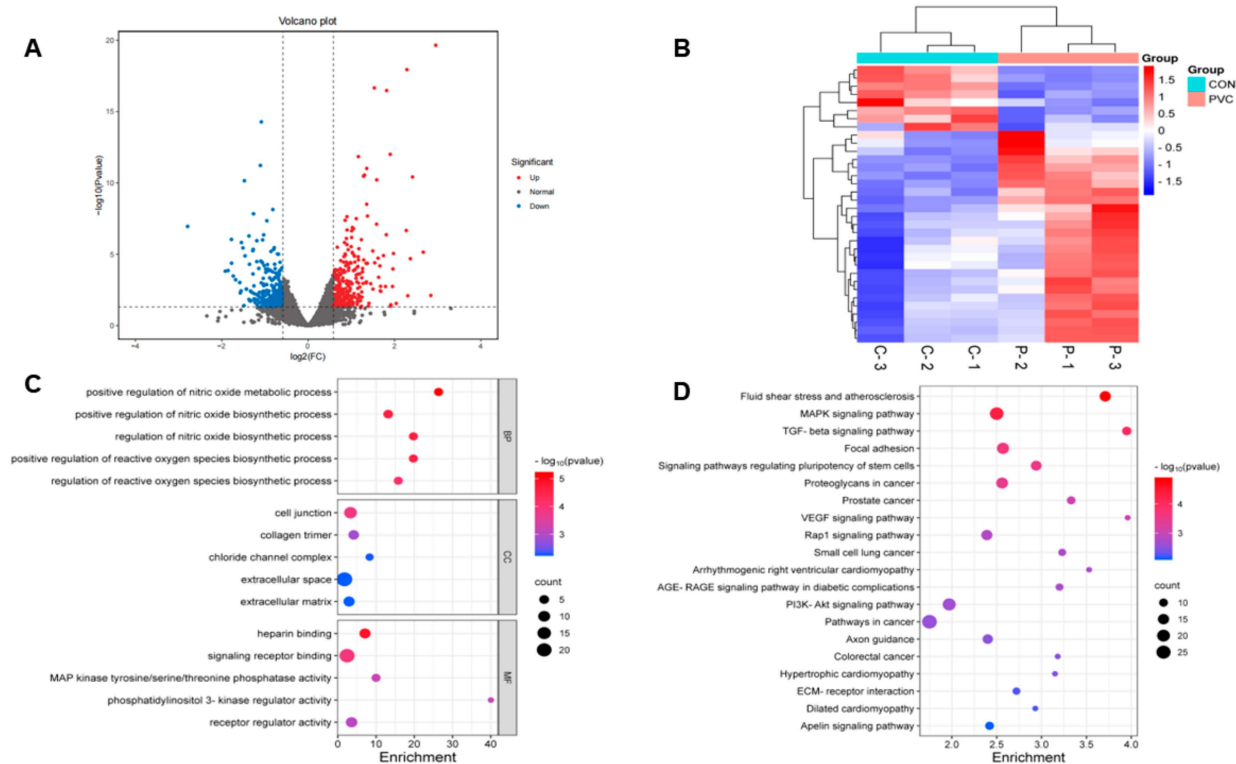 A
Volcano plot
20
15
10
5
0
−log10(Pvalue)
−4
−2
0
2
4
log2(FC)
Significant
Up
Normal
Down
B
Group
1.5
1
0.5
0
- 0.5
- 1
- 1.5
Group
CON
PVC
C- 3
C- 2
C- 1
P- 2
P- 1
P- 3
C
positive regulation of nitric oxide metabolic process
positive regulation of nitric oxide biosynthetic process
regulation of nitric oxide biosynthetic process
positive regulation of reactive oxygen species biosynthetic process
regulation of reactive oxygen species biosynthetic process
BP
cell junction
collagen trimer
chloride channel complex
extracellular space
extracellular matrix
CC
heparin binding
signaling receptor binding
MAP kinase tyrosine/serine/threonine phosphatase activity
phosphatidylinositol 3- kinase regulator activity
receptor regulator activity
MF
0
10
20
30
40
Enrichment
- log10(pvalue)
5
4
3
count
5
10
15
20
D
Fluid shear stress and atherosclerosis
MAPK signaling pathway
TGF- beta signaling pathway
Focal adhesion
Signaling pathways regulating pluripotency of stem cells
Proteoglycans in cancer
Prostate cancer
VEGF signaling pathway
Rap1 signaling pathway
Small cell lung cancer
Arrhythmogenic right ventricular cardiomyopathy
AGE- RAGE signaling pathway in diabetic complications
PI3K- Akt signaling pathway
Pathways in cancer
Axon guidance
Colorectal cancer
Hypertrophic cardiomyopathy
ECM- receptor interaction
Dilated cardiomyopathy
Apelin signaling pathway
2.0
2.5
3.0
3.5
4.0
Enrichment
- log10(pvalue)
4
3
count
10
15
20
25